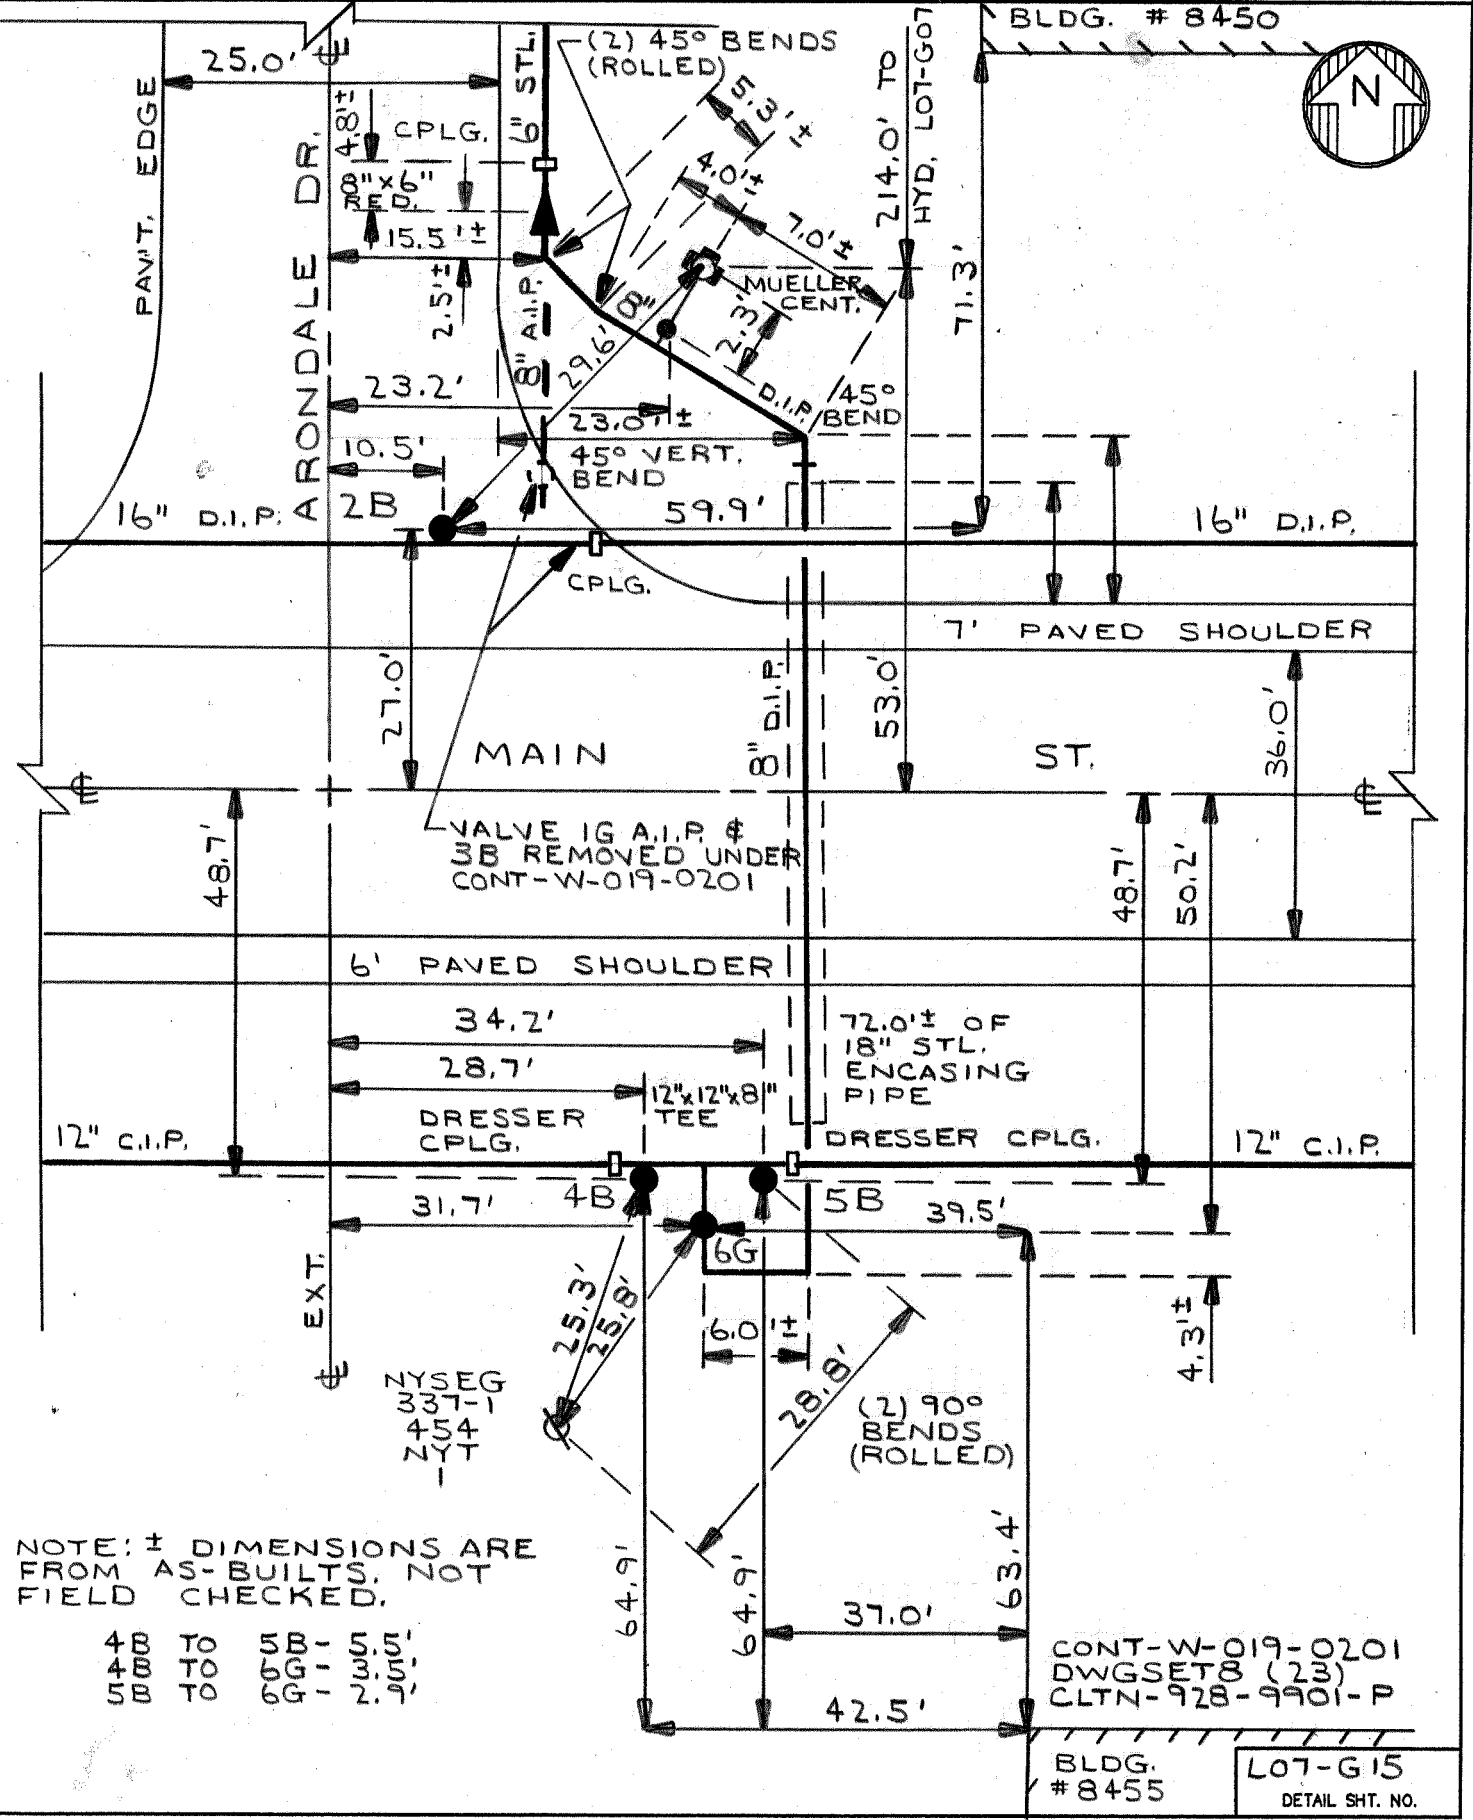 BLDG. # 8450
N
(2) 45° BENDS
(ROLLED)
25.0'
PAV'T. EDGE
ARONDALE DR.
4.8'±
CPLG.
6" STL.
8"x6"
RED.
15.5'±
2.5'±
8" A.I.P.
5.3'±
4.0'±
7.0'±
214.0' TO
HYD. L07-G07
71.3'
MUELLER
CENT.
2.3'
8"
D.I.P.
29.6'
45°
BEND
23.2'
23.0'±
10.5'
45° VERT.
BEND
59.9'
16" D.I.P.
2B
16" D.I.P.
CPLG.
7' PAVED SHOULDER
27.0'
8" D.I.P.
53.0'
36.0'
MAIN ST.
℄
℄
℄
VALVE 1G A.I.P. &
3B REMOVED UNDER
CONT-W-019-0201
48.7'
48.7'
50.2'
6' PAVED SHOULDER
34.2'
28.7'
72.0'± OF
18" STL.
ENCASING
PIPE
12"x12"x8"
TEE
DRESSER
CPLG.
DRESSER CPLG.
12" C.I.P.
12" C.I.P.
4B
5B
31.7'
39.5'
6G
EXT.
℄
25.3'
25.8'
6.0'±
4.3'±
28.8'
NYSEG
337-1
454
NYT
1
(2) 90°
BENDS
(ROLLED)
NOTE: ± DIMENSIONS ARE
FROM AS-BUILTS. NOT
FIELD CHECKED.
4B TO 5B - 5.5'
4B TO 6G - 3.5'
5B TO 6G - 2.9'
64.9'
64.9'
63.4'
37.0'
42.5'
CONT-W-019-0201
DWGSET8 (23)
CLTN-928-9901-P
BLDG.
#8455
L07-G15
DETAIL SHT. NO.